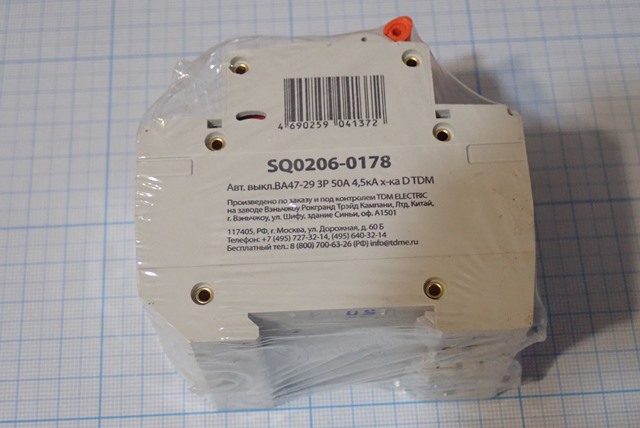 4 690259 041372
SQ0206-0178
Авт. выкл.ВА47-29 3Р 50А 4,5кА х-ка D TDM
Произведено по заказу и под контролем TDM ELECTRIC
на заводе Вэньчжоу Рокгранд Трэйд Кампани, Лтд, Китай,
г. Вэньчжоу, ул. Шифу, здание Синьи, оф. А1501
117405, РФ, г. Москва, ул. Дорожная, д. 60 Б
Телефон: +7 (495) 727-32-14, (495) 640-32-14
Бесплатный тел.: 8 (800) 700-63-26 (РФ) info@tdme.ru